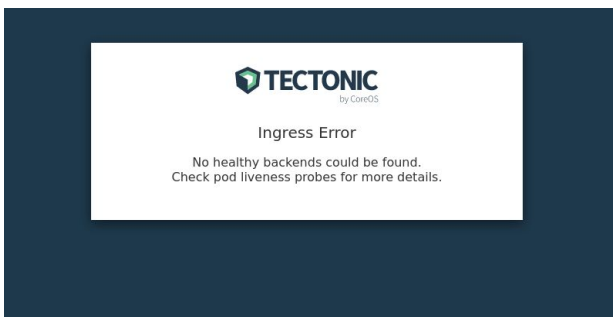 TECTONIC
by CoreOS
Ingress Error
No healthy backends could be found.
Check pod liveness probes for more details.